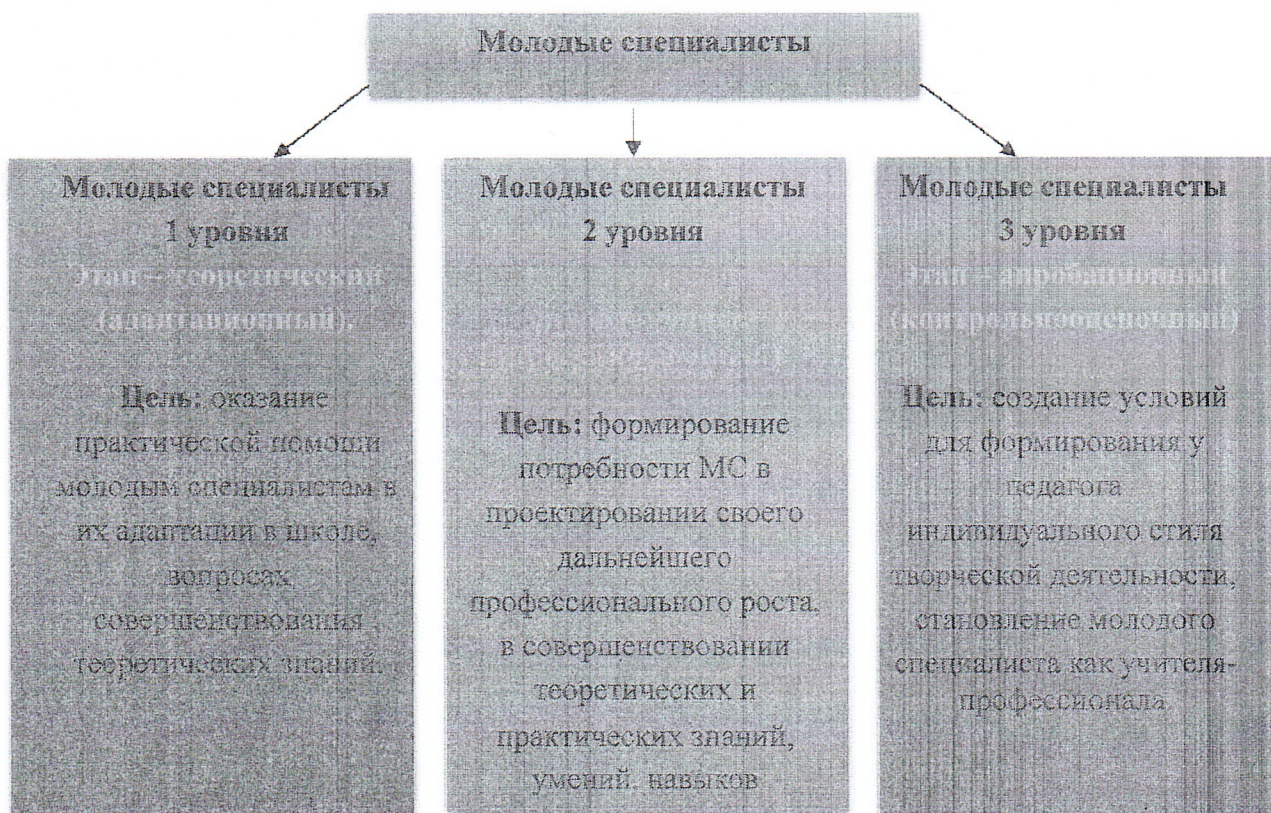 Молодые специалисты
Молодые специалисты
1 уровня
Этап – теоретический
(адаптационный).
Цель: оказание
практической помощи
молодым специалистам в
их адаптации в школе,
вопросах
совершенствования
теоретических знаний.
Молодые специалисты
2 уровня
Цель: формирование
потребности МС в
проектировании своего
дальнейшего
профессионального роста,
в совершенствовании
теоретических и
практических знаний,
умений, навыков
Молодые специалисты
3 уровня
Этап – апробационный
(контрольнооценочный)
Цель: создание условий
для формирования у
педагога
индивидуального стиля
творческой деятельности,
становление молодого
специалиста как учителя-
профессионала